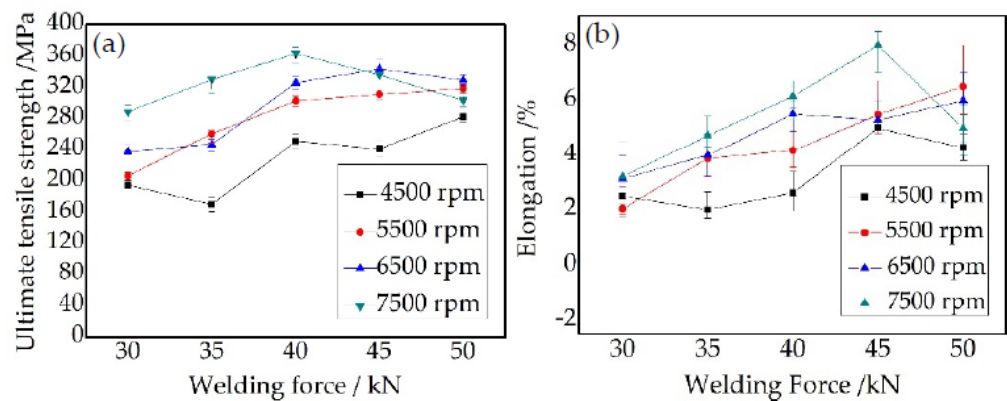 (a)
Ultimate tensile strength /MPa
400
360
320
280
240
200
160
120
80
40
0
4500 rpm
5500 rpm
6500 rpm
7500 rpm
30 35 40 45 50
Welding force / kN
(b)
Elongation /%
8
6
4
2
0
-2
4500 rpm
5500 rpm
6500 rpm
7500 rpm
30 35 40 45 50
Welding Force /kN